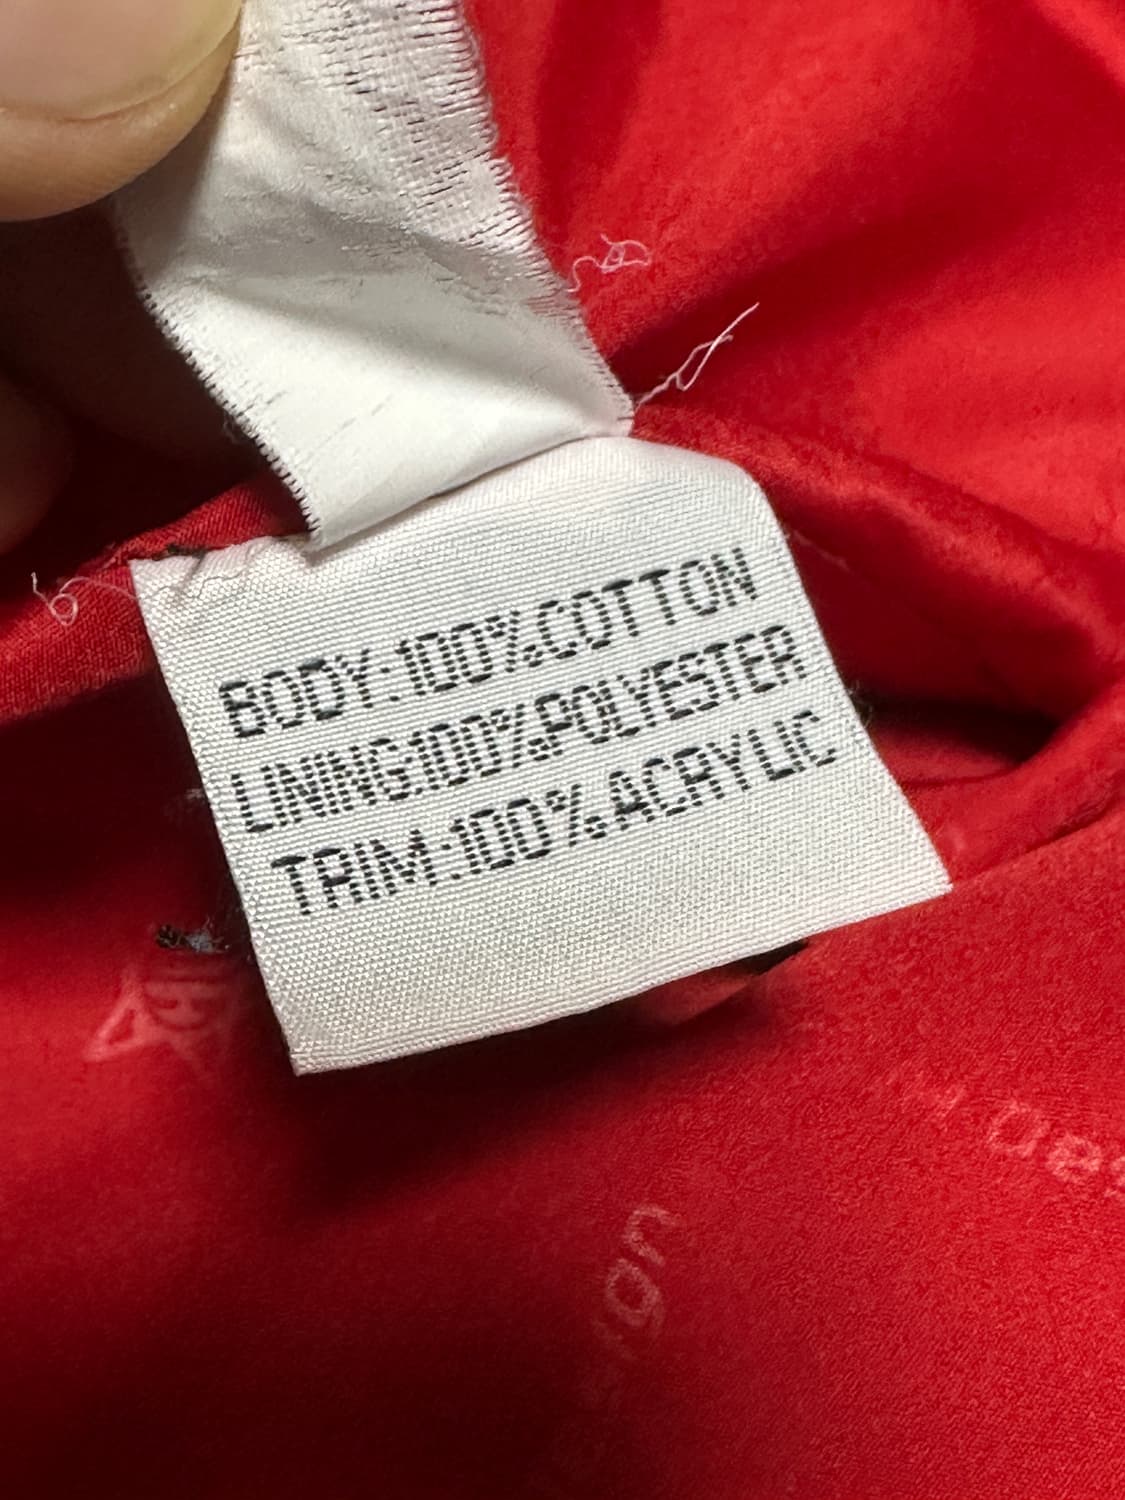 BODY:100%COTTON
LINING:100%POLYESTER
TRIM:100%ACRYLIC